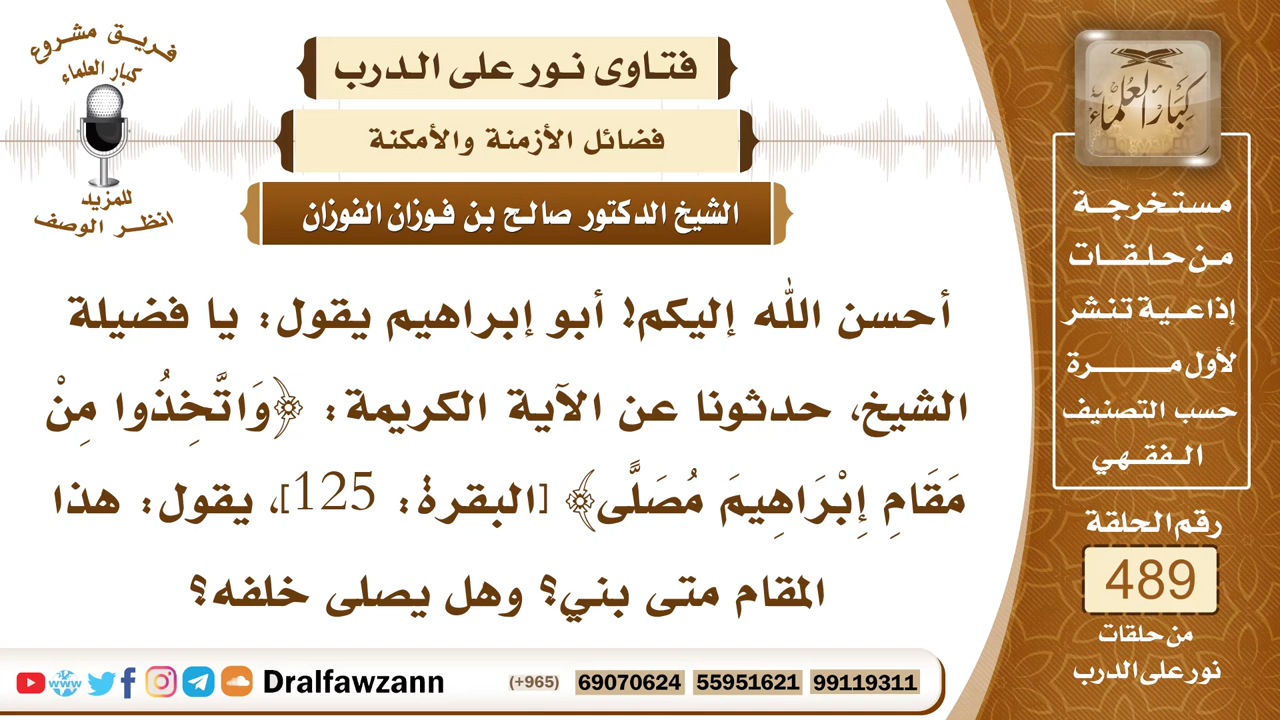 فريق مشروع
كبار العلماء
للمزيد
انظر الوصف
فتاوى نور على الدرب
فضائل الأزمنة والأمكنة
الشيخ الدكتور صالح بن فوزان الفوزان
أحسن الله إليكم! أبو إبراهيم يقول: يا فضيلة
الشيخ، حدثونا عن الآية الكريمة: ﴿وَاتَّخِذُوا مِنْ
مَقَامِ إِبْرَاهِيمَ مُصَلًّى﴾ [البقرة: 125]، يقول: هذا
المقام متى بني؟ وهل يصلى خلفه؟
كبار العلماء
مستخرجة
من حلقات
إذاعية تنشر
لأول مرة
حسب التصنيف
الفقهي
رقم الحلقة
489
من حلقات
نور على الدرب
www Dralfawzann (+965) 69070624 55951621 99119311